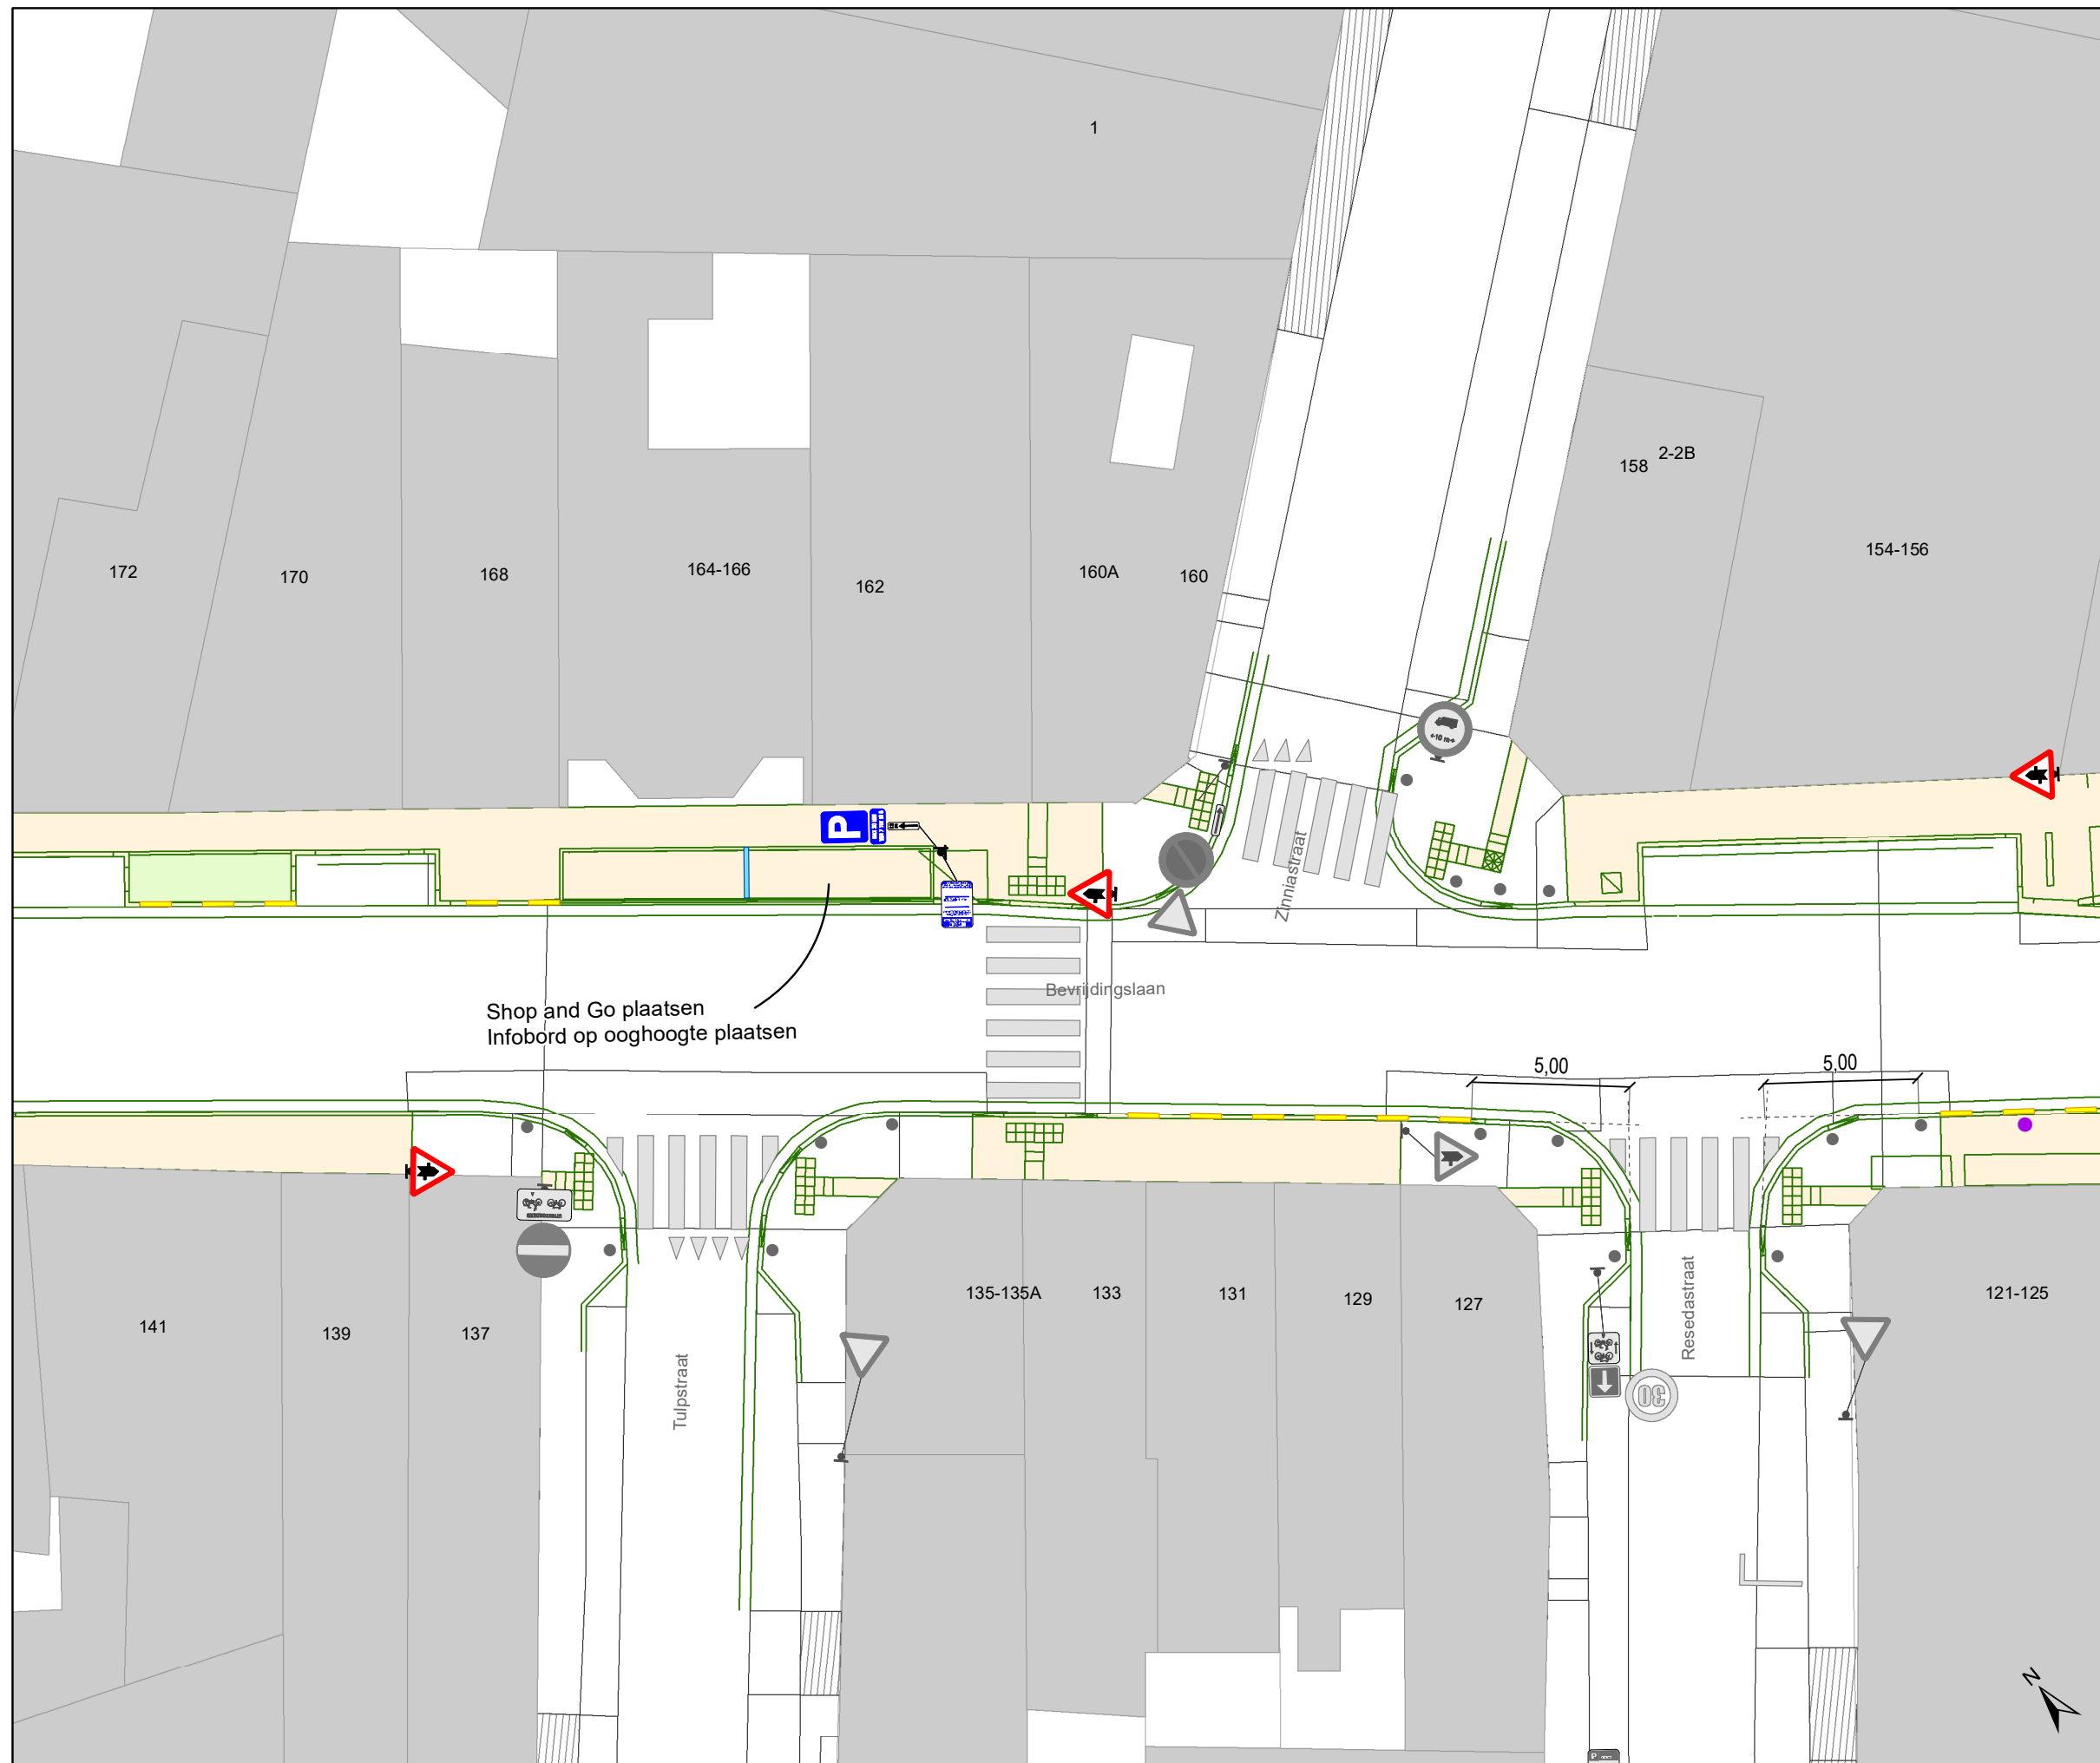 1
158
2-2B
154-156
172
170
168
164-166
162
160A
160
←10 m→
P
Ziniastraat
Shop and Go plaatsen
Infobord op ooghoogte plaatsen
Bevrijdingslaan
5,00
5,00
141
139
137
135-135A
133
131
129
127
121-125
Tulpstraat
Resedastraat
30
N